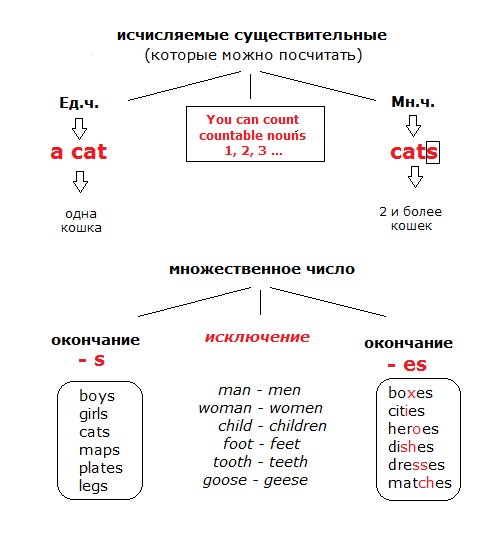 исчисляемые существительные
(которые можно посчитать)
Ед.ч.
a cat
одна
кошка
You can count
countable nouns
1, 2, 3 ...
Мн.ч.
cats
2 и более
кошек
множественное число
окончание
- s
boys
girls
cats
maps
plates
legs
исключение
man - men
woman - women
child - children
foot - feet
tooth - teeth
goose - geese
окончание
- es
boxes
cities
heroes
dishes
dresses
matches